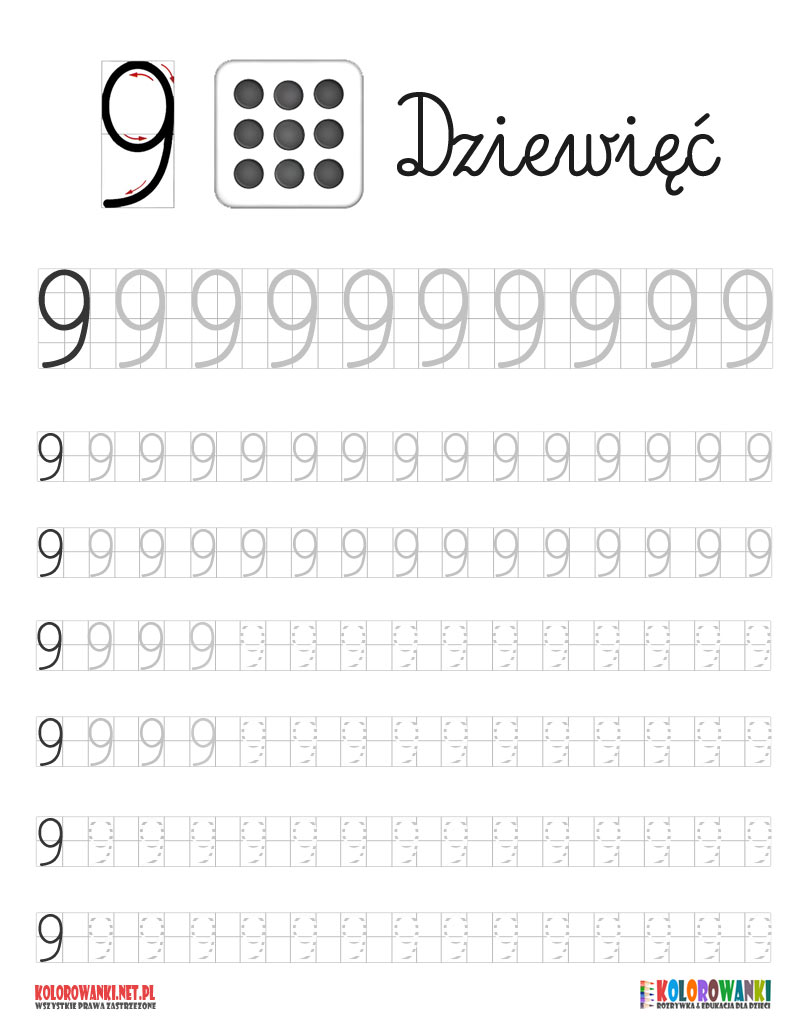 9 Dziewięć
9 9 9 9 9 9 9 9 9 9
9 9 9 9 9 9 9 9 9 9 9 9 9 9 9
9 9 9 9 9 9 9 9 9 9 9 9 9 9 9
9 9 9 9 9 9 9 9 9 9 9 9 9 9 9
9 9 9 9 9 9 9 9 9 9 9 9 9 9 9
9 9 9 9 9 9 9 9 9 9 9 9 9 9 9
9 9 9 9 9 9 9 9 9 9 9 9 9 9 9
KOLOROWANKI.NET.PL
WSZYSTKIE PRAWA ZASTRZEŻONE
KOLOROWANKI
ROZRYWKA & EDUKACJA DLA DZIECI